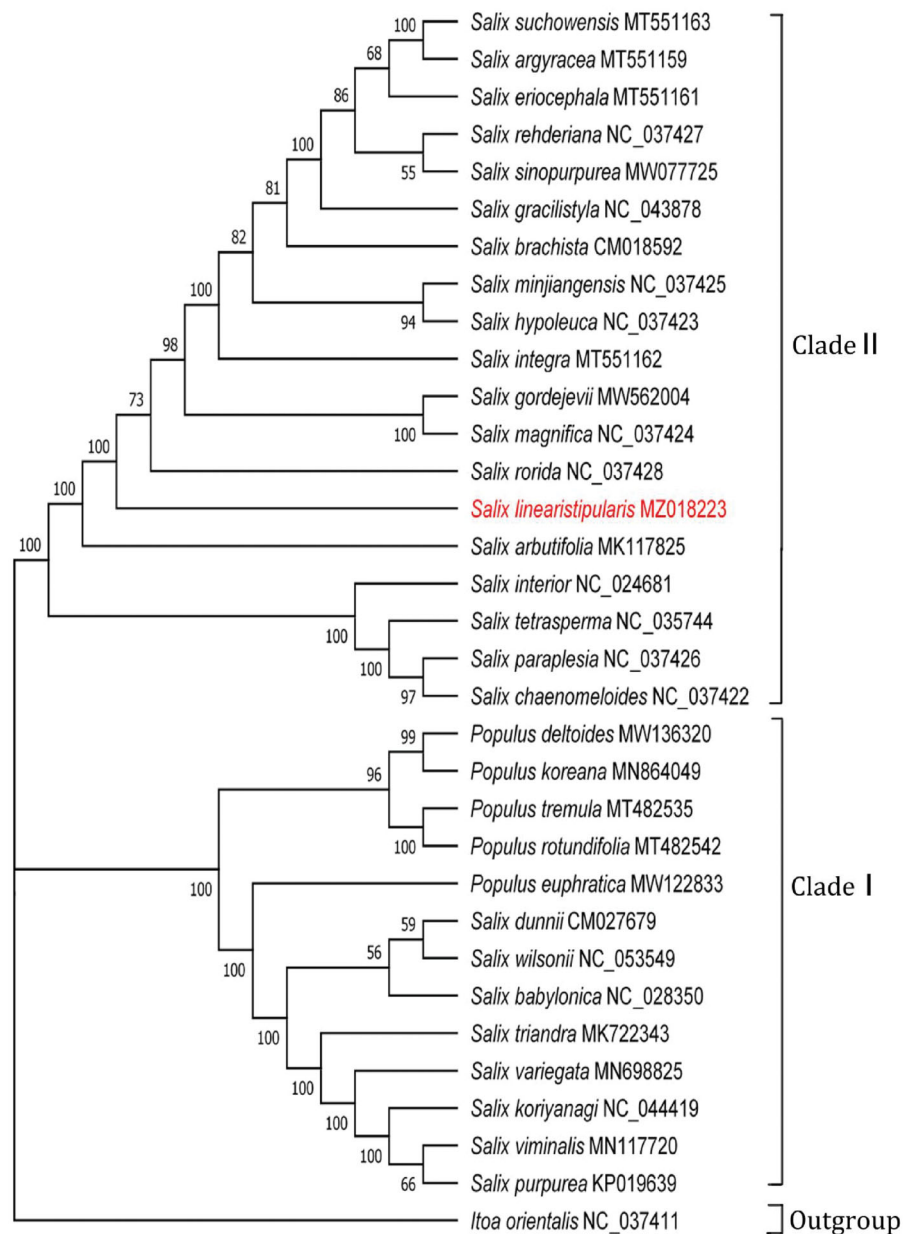 100 Salix suchowensis MT551163
68 Salix argyracea MT551159
86 Salix eriocephala MT551161
Salix rehderiana NC_037427
100
55 Salix sinopurpurea MW077725
81 Salix gracilistyla NC_043878
82 Salix brachista CM018592
Salix minjiangensis NC_037425
100
94 Salix hypoleuca NC_037423
98 Salix integra MT551162
Clade II
73 Salix gordejevii MW562004
100 Salix magnifica NC_037424
100 Salix rorida NC_037428
100 Salix linearistipularis MZ018223
100 Salix arbutifolia MK117825
Salix interior NC_024681
100 Salix tetrasperma NC_035744
100 Salix paraplesia NC_037426
97 Salix chaenomeloides NC_037422
99 Populus deltoides MW136320
96 Populus koreana MN864049
Populus tremula MT482535
100 Populus rotundifolia MT482542
100 Populus euphratica MW122833
Clade I
59 Salix dunnii CM027679
100 56 Salix wilsonii NC_053549
Salix babylonica NC_028350
100 Salix triandra MK722343
100 Salix variegata MN698825
100 Salix koriyanagi NC_044419
100 Salix viminalis MN117720
66 Salix purpurea KP019639
Itoa orientalis NC_037411 Outgroup